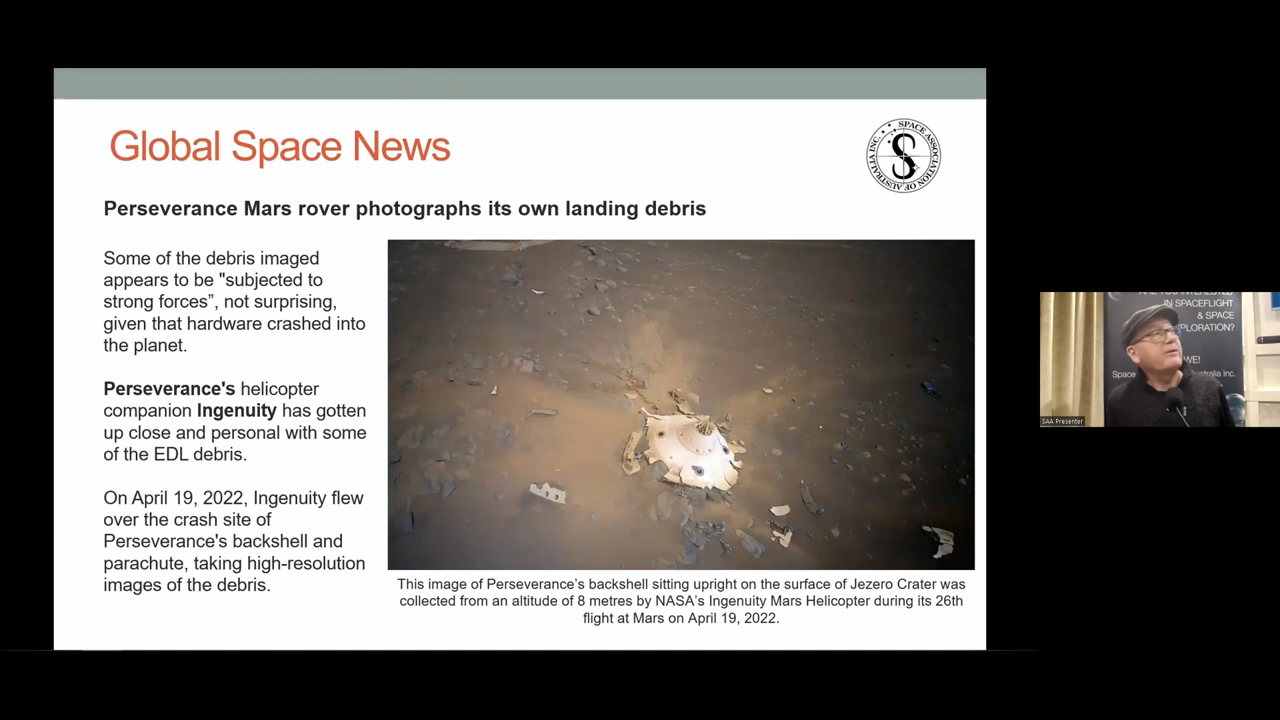 Global Space News
SPACE ASSOCIATION OF AUSTRALIA INC.
Perseverance Mars rover photographs its own landing debris
Some of the debris imaged
appears to be "subjected to
strong forces”, not surprising,
given that hardware crashed into
the planet.
Perseverance's helicopter
companion Ingenuity has gotten
up close and personal with some
of the EDL debris.
On April 19, 2022, Ingenuity flew
over the crash site of
Perseverance's backshell and
parachute, taking high-resolution
images of the debris.
This image of Perseverance’s backshell sitting upright on the surface of Jezero Crater was
collected from an altitude of 8 metres by NASA’s Ingenuity Mars Helicopter during its 26th
flight at Mars on April 19, 2022.
IN SPACEFLIGHT
& SPACE
PLORATION?
WE!
Space
Inc.
SAA Presenter